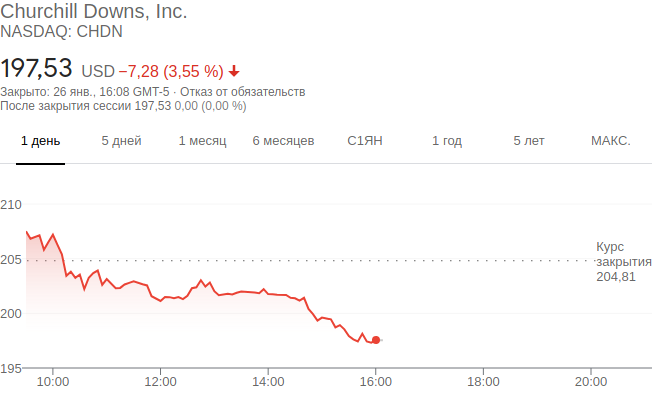 Churchill Downs, Inc.
NASDAQ: CHDN
197,53 USD −7,28 (3,55 %)
Закрыто: 26 янв., 16:08 GMT-5 · Отказ от обязательств
После закрытия сессии 197,53 0,00 (0,00 %)
1 день 5 дней 1 месяц 6 месяцев С1ЯН 1 год 5 лет МАКС.
210
205
200
195
Курс
закрытия
204,81
10:00 12:00 14:00 16:00 18:00 20:00